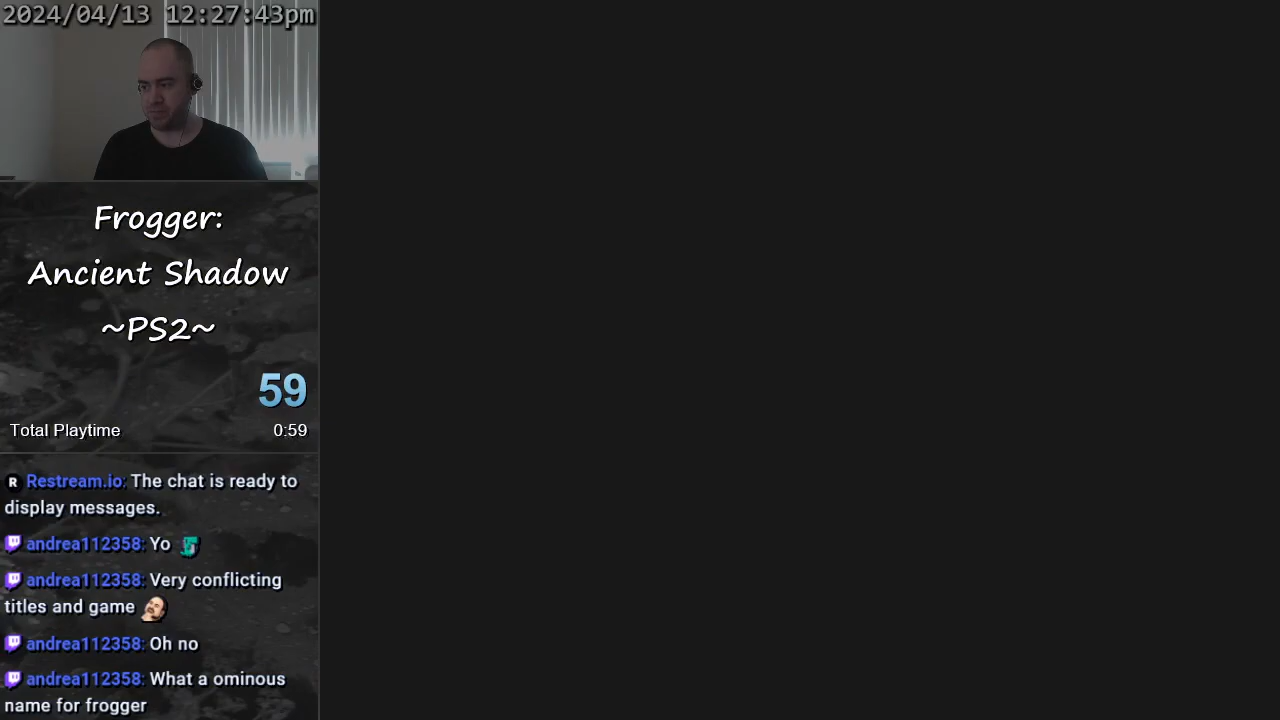 2024/04/13 12:27:43pm
Frogger:
Ancient Shadow
~PS2~
59
Total Playtime 0:59
R Restream.io: The chat is ready to
display messages.
andrea112358: Yo
andrea112358: Very conflicting
titles and game
andrea112358: Oh no
andrea112358: What a ominous
name for frogger